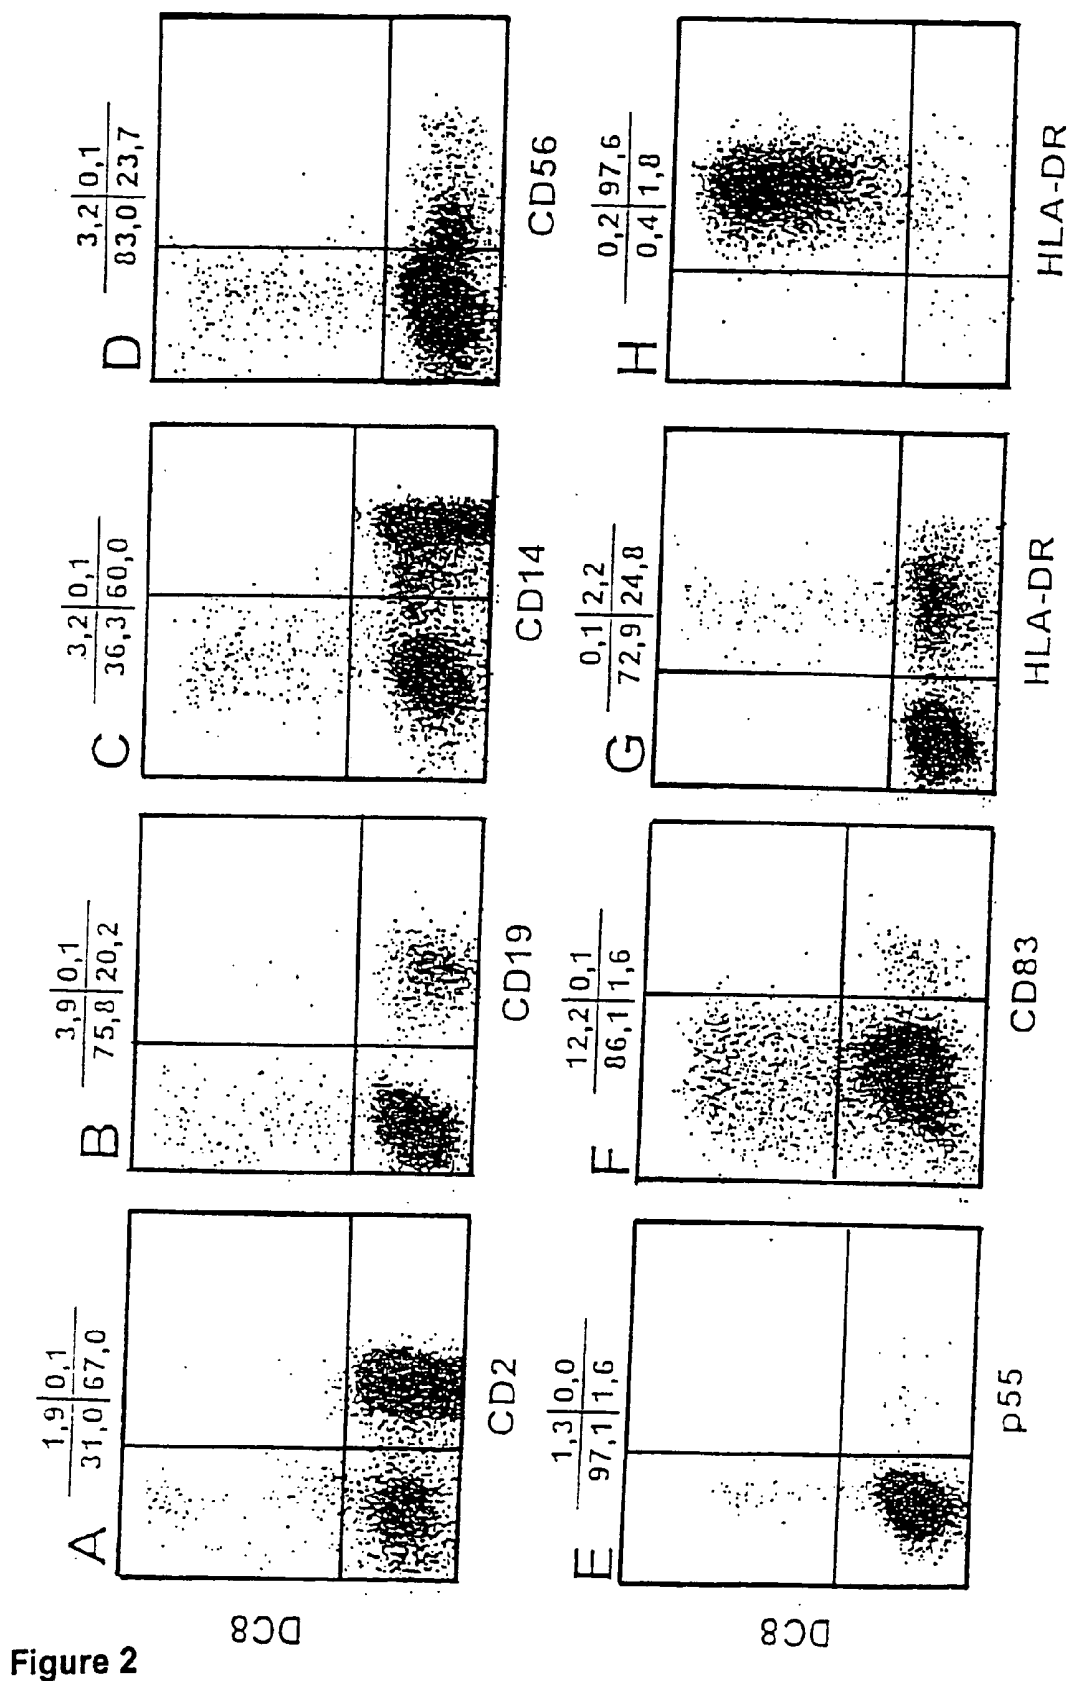 A
1,9|0,1
31,0|67,0
CD2
B
3,9|0,1
75,8|20,2
CD19
C
3,2|0,1
36,3|60,0
CD14
D
3,2|0,1
83,0|23,7
CD56
DC8
E
1,3|0,0
97,1|1,6
p55
F
12,2|0,1
86,1|1,6
CD83
G
0,1|2,2
72,9|24,8
HLA-DR
H
0,2|97,6
0,4|1,8
HLA-DR
DC8
Figure 2